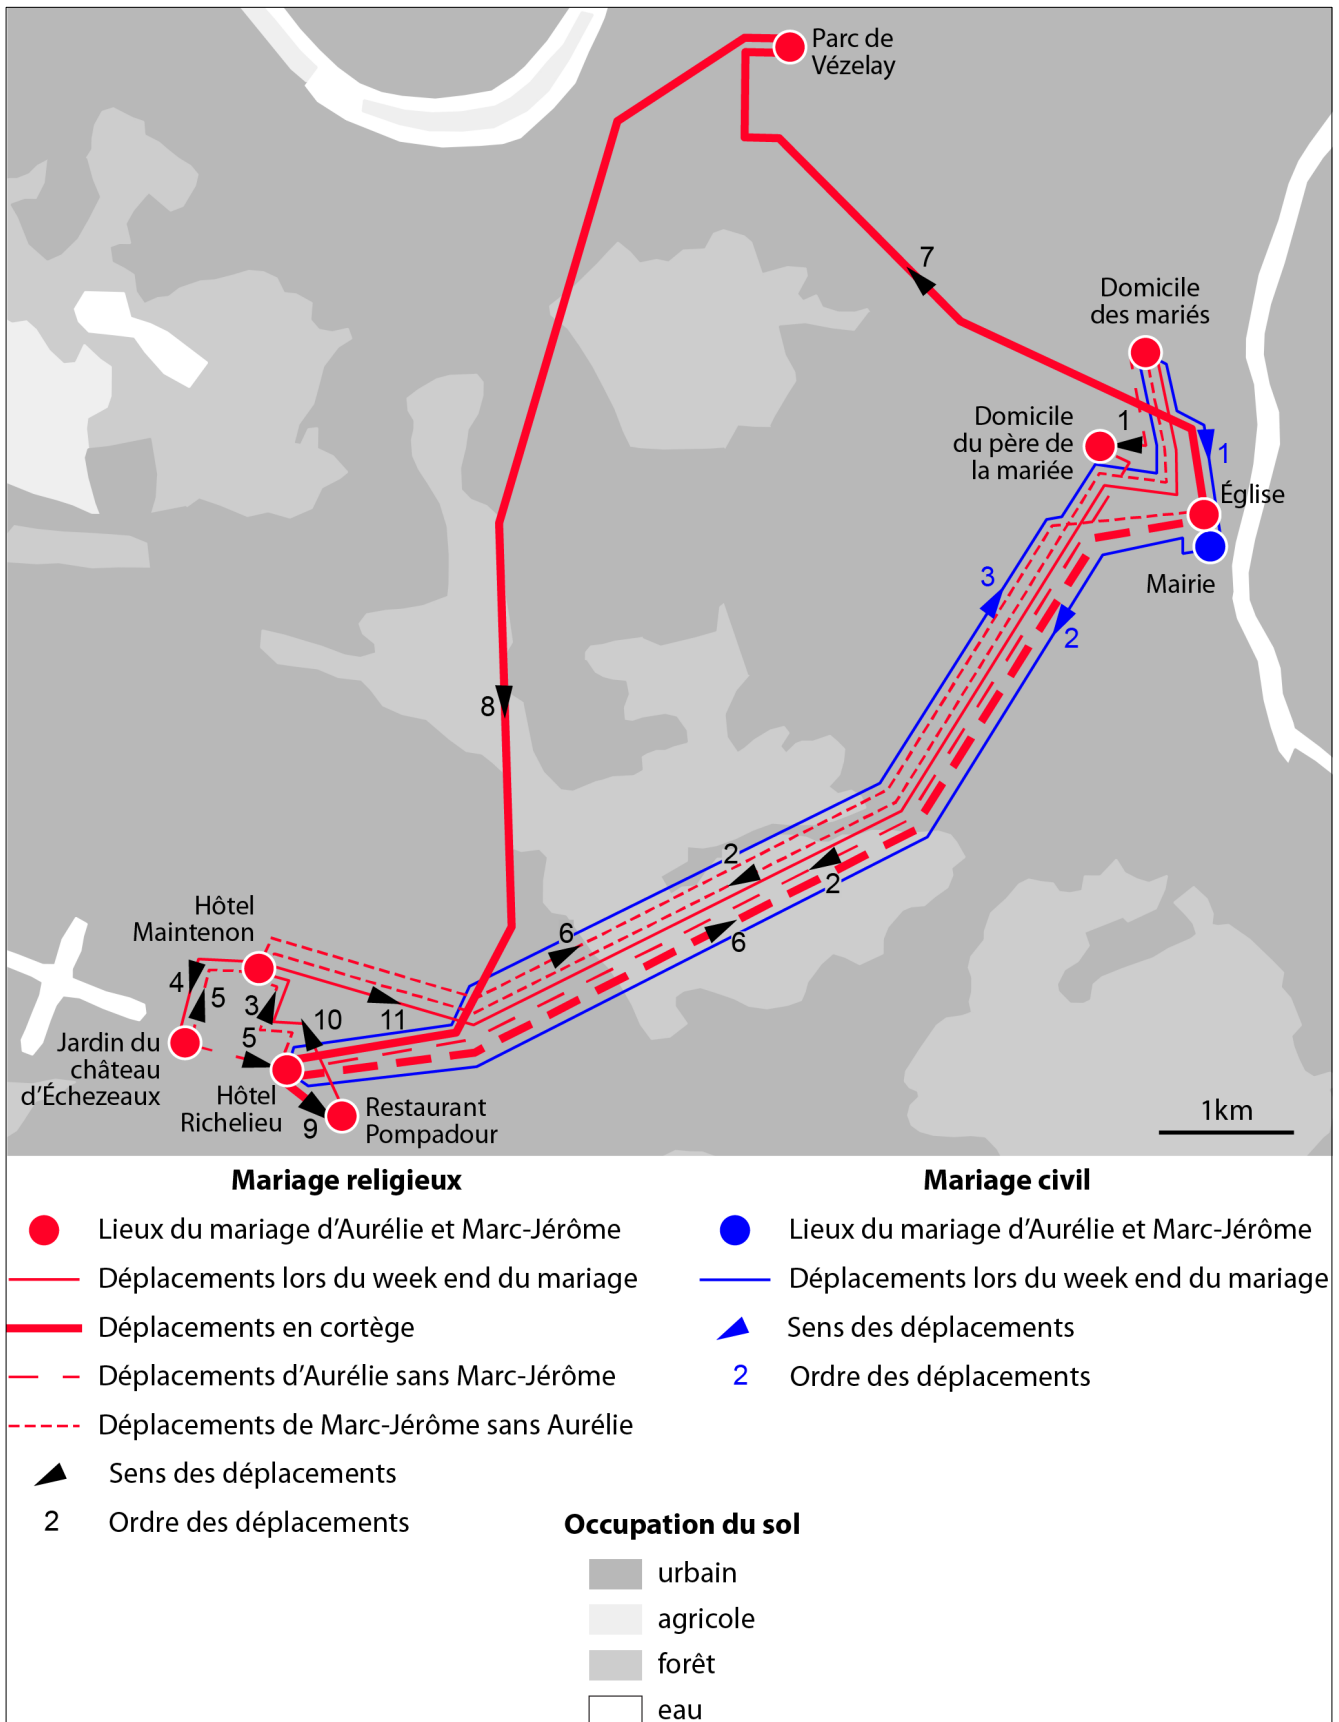 Parc de
Vézelay
7
Domicile
des mariés
Domicile
du père de
la mariée
1
1
Église
Mairie
3
2
8
2
2
6
6
Hôtel
Maintenon
4
5
3
10
11
5
Jardin du
château
d'Échezeaux
Hôtel
Richelieu
9
Restaurant
Pompadour
1km
Mariage religieux
Lieux du mariage d'Aurélie et Marc-Jérôme
Déplacements lors du week end du mariage
Déplacements en cortège
Déplacements d'Aurélie sans Marc-Jérôme
Déplacements de Marc-Jérôme sans Aurélie
Sens des déplacements
2 Ordre des déplacements
Mariage civil
Lieux du mariage d'Aurélie et Marc-Jérôme
Déplacements lors du week end du mariage
Sens des déplacements
2 Ordre des déplacements
Occupation du sol
urbain
agricole
forêt
eau